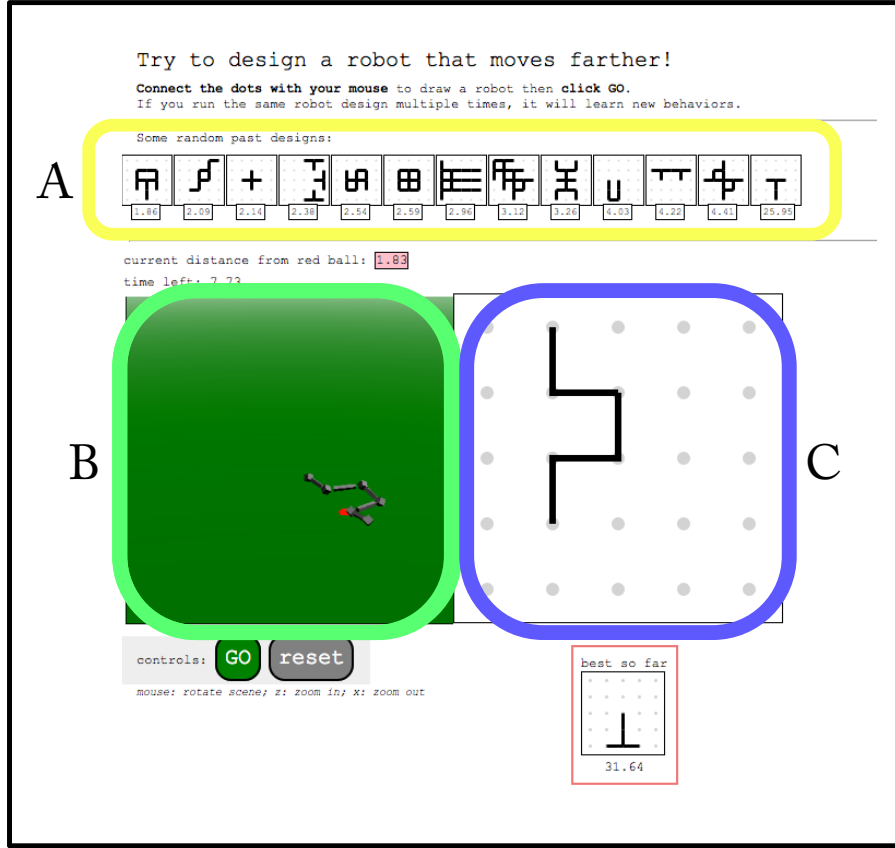 Try to design a robot that moves farther!
Connect the dots with your mouse to draw a robot then click GO.
If you run the same robot design multiple times, it will learn new behaviors.
Some random past designs:
A
1.86 2.09 2.14 2.38 2.54 2.59 2.96 3.12 3.26 4.03 4.22 4.41 25.95
current distance from red ball: 1.83
time left: 7.73
B
C
controls: GO reset
mouse: rotate scene; z: zoom in; x: zoom out
best so far
31.64